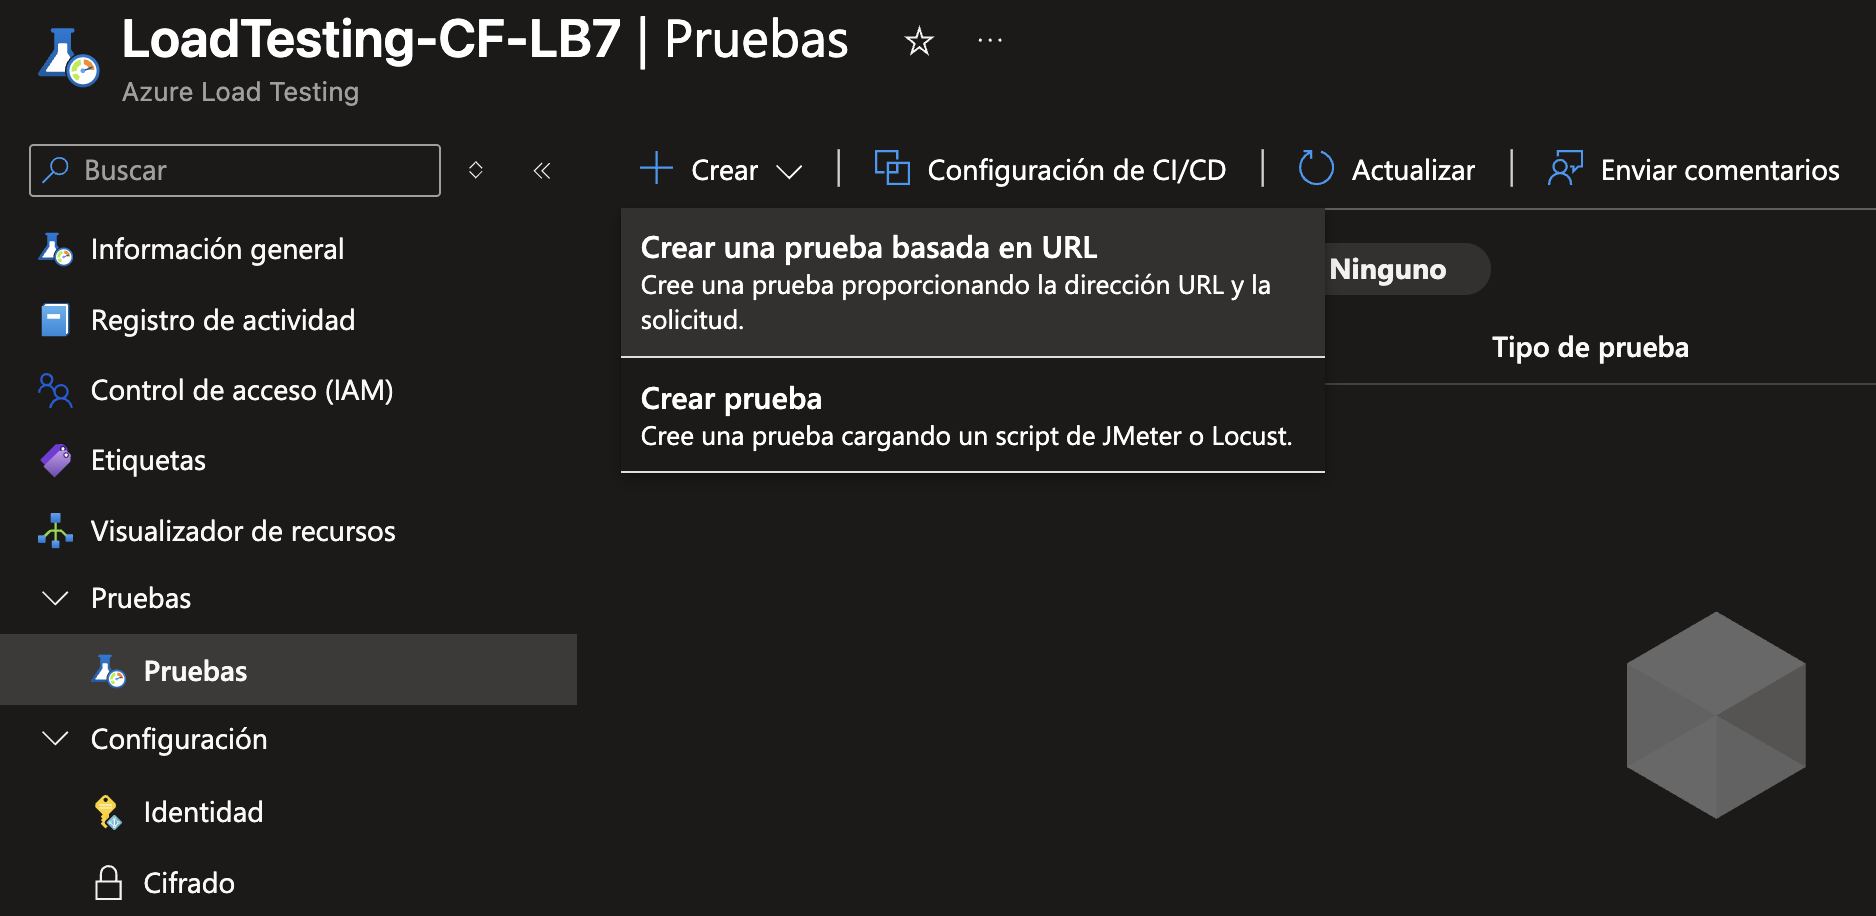 LoadTesting-CF-LB7 | Pruebas
Azure Load Testing
Buscar
Crear
Configuración de CI/CD
Actualizar
Enviar comentarios
Información general
Registro de actividad
Control de acceso (IAM)
Etiquetas
Visualizador de recursos
Pruebas
Pruebas
Configuración
Identidad
Cifrado
Crear una prueba basada en URL
Cree una prueba proporcionando la dirección URL y la
solicitud.
Crear prueba
Cree una prueba cargando un script de JMeter o Locust.
Ninguno
Tipo de prueba